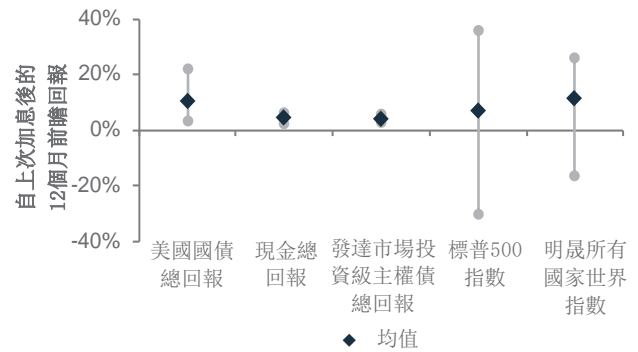 自上次加息後的
12個月前瞻回報
40%
20%
0%
-20%
-40%
美國國債
總回報
現金總
回報
發達市場投
資級主權債
總回報
標普500
指數
明晟所有
國家世界
指數
均值